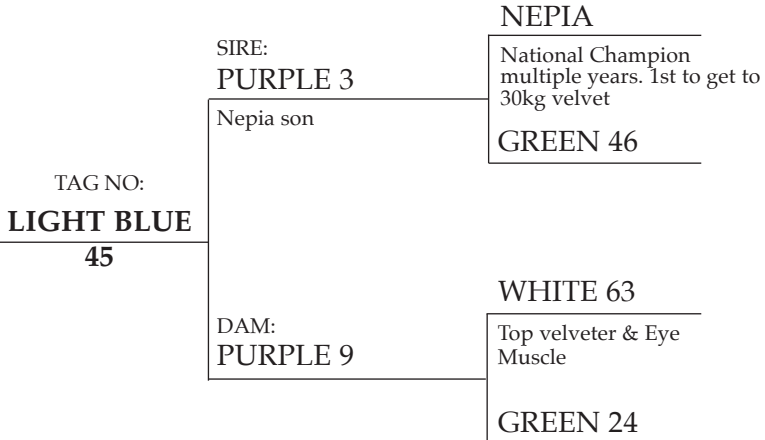 NEPIA
National Champion
multiple years. 1st to get to
30kg velvet
GREEN 46
SIRE:
PURPLE 3
Nepia son
TAG NO:
LIGHT BLUE
45
DAM:
PURPLE 9
WHITE 63
Top velveter & Eye
Muscle
GREEN 24